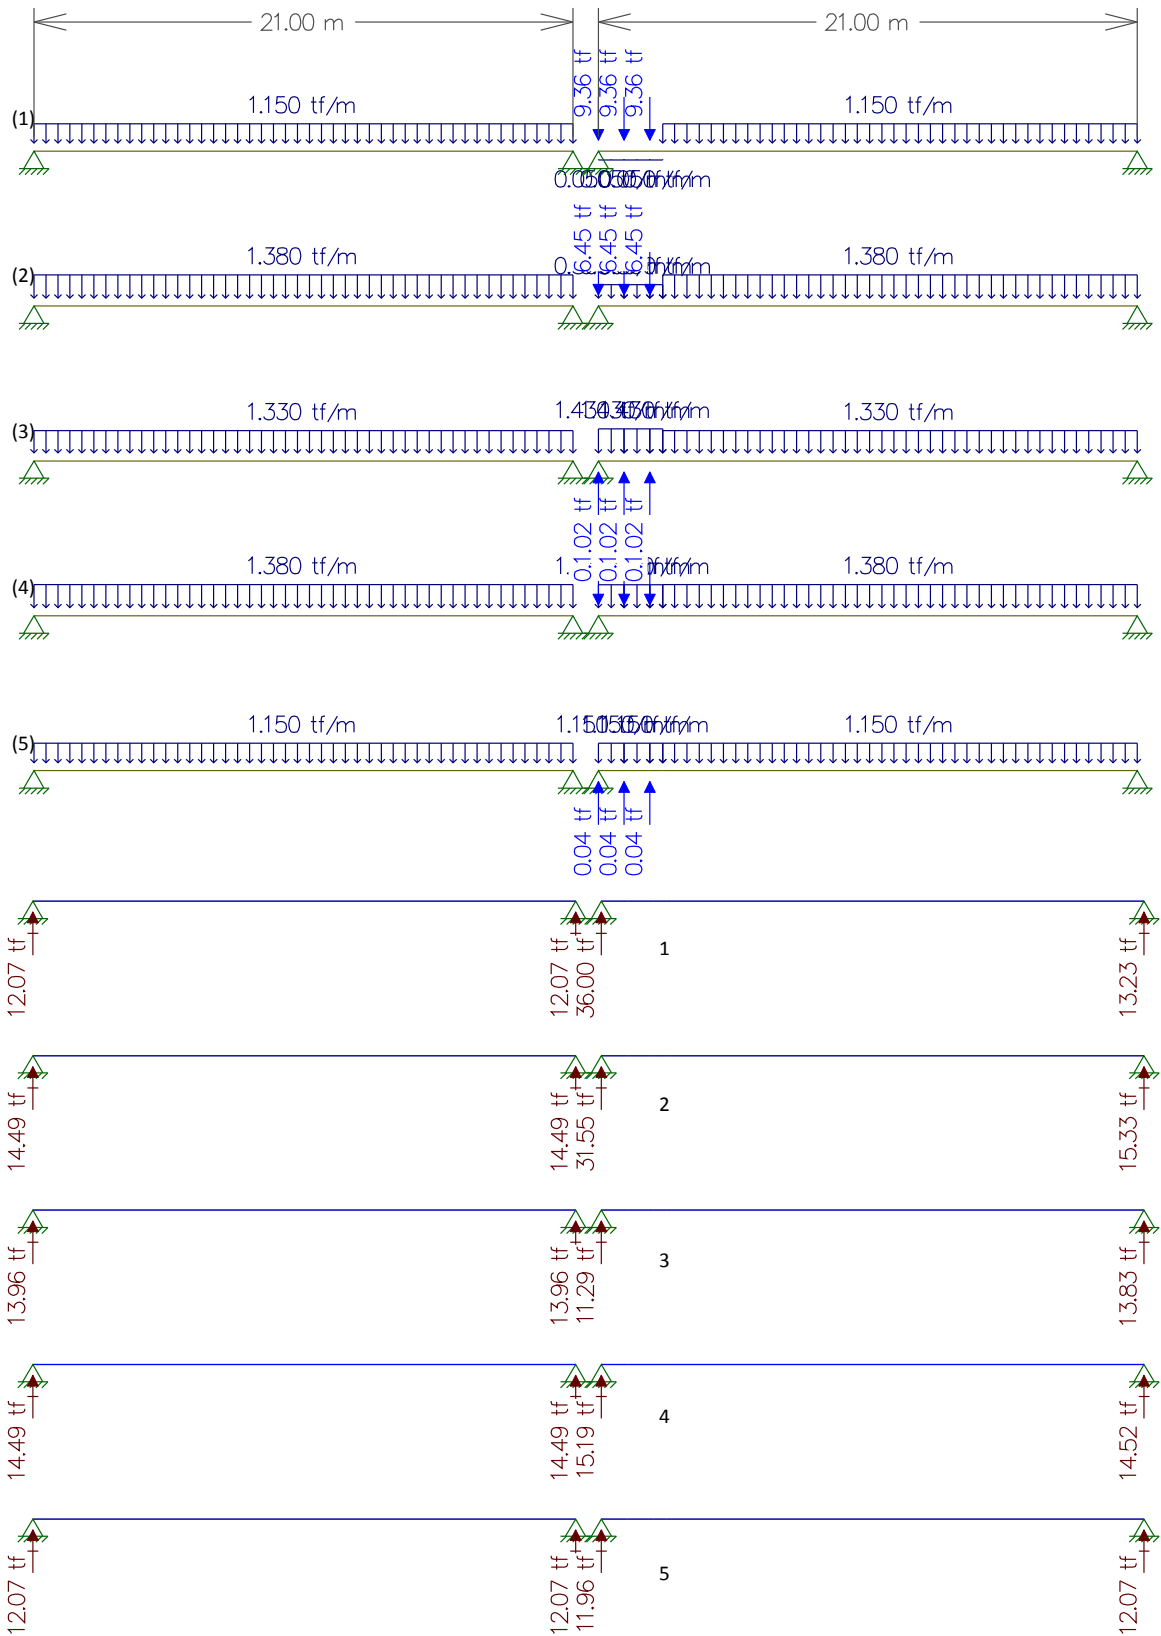 21.00 m
21.00 m
9.36 tf
9.36 tf
9.36 tf
(1)
1.150 tf/m
1.150 tf/m
6.45 tf
6.45 tf
6.45 tf
(2)
1.380 tf/m
1.380 tf/m
(3)
1.330 tf/m
1.330 tf/m
1.02 tf
1.02 tf
(4)
1.380 tf/m
1.380 tf/m
(5)
1.150 tf/m
1.150 tf/m
0.04 tf
0.04 tf
0.04 tf
12.07 tf
12.07 tf
36.00 tf
1
13.23 tf
14.49 tf
14.49 tf
31.55 tf
2
15.33 tf
13.96 tf
13.96 tf
11.29 tf
3
13.83 tf
14.49 tf
14.49 tf
15.19 tf
4
14.52 tf
12.07 tf
12.07 tf
11.96 tf
5
12.07 tf